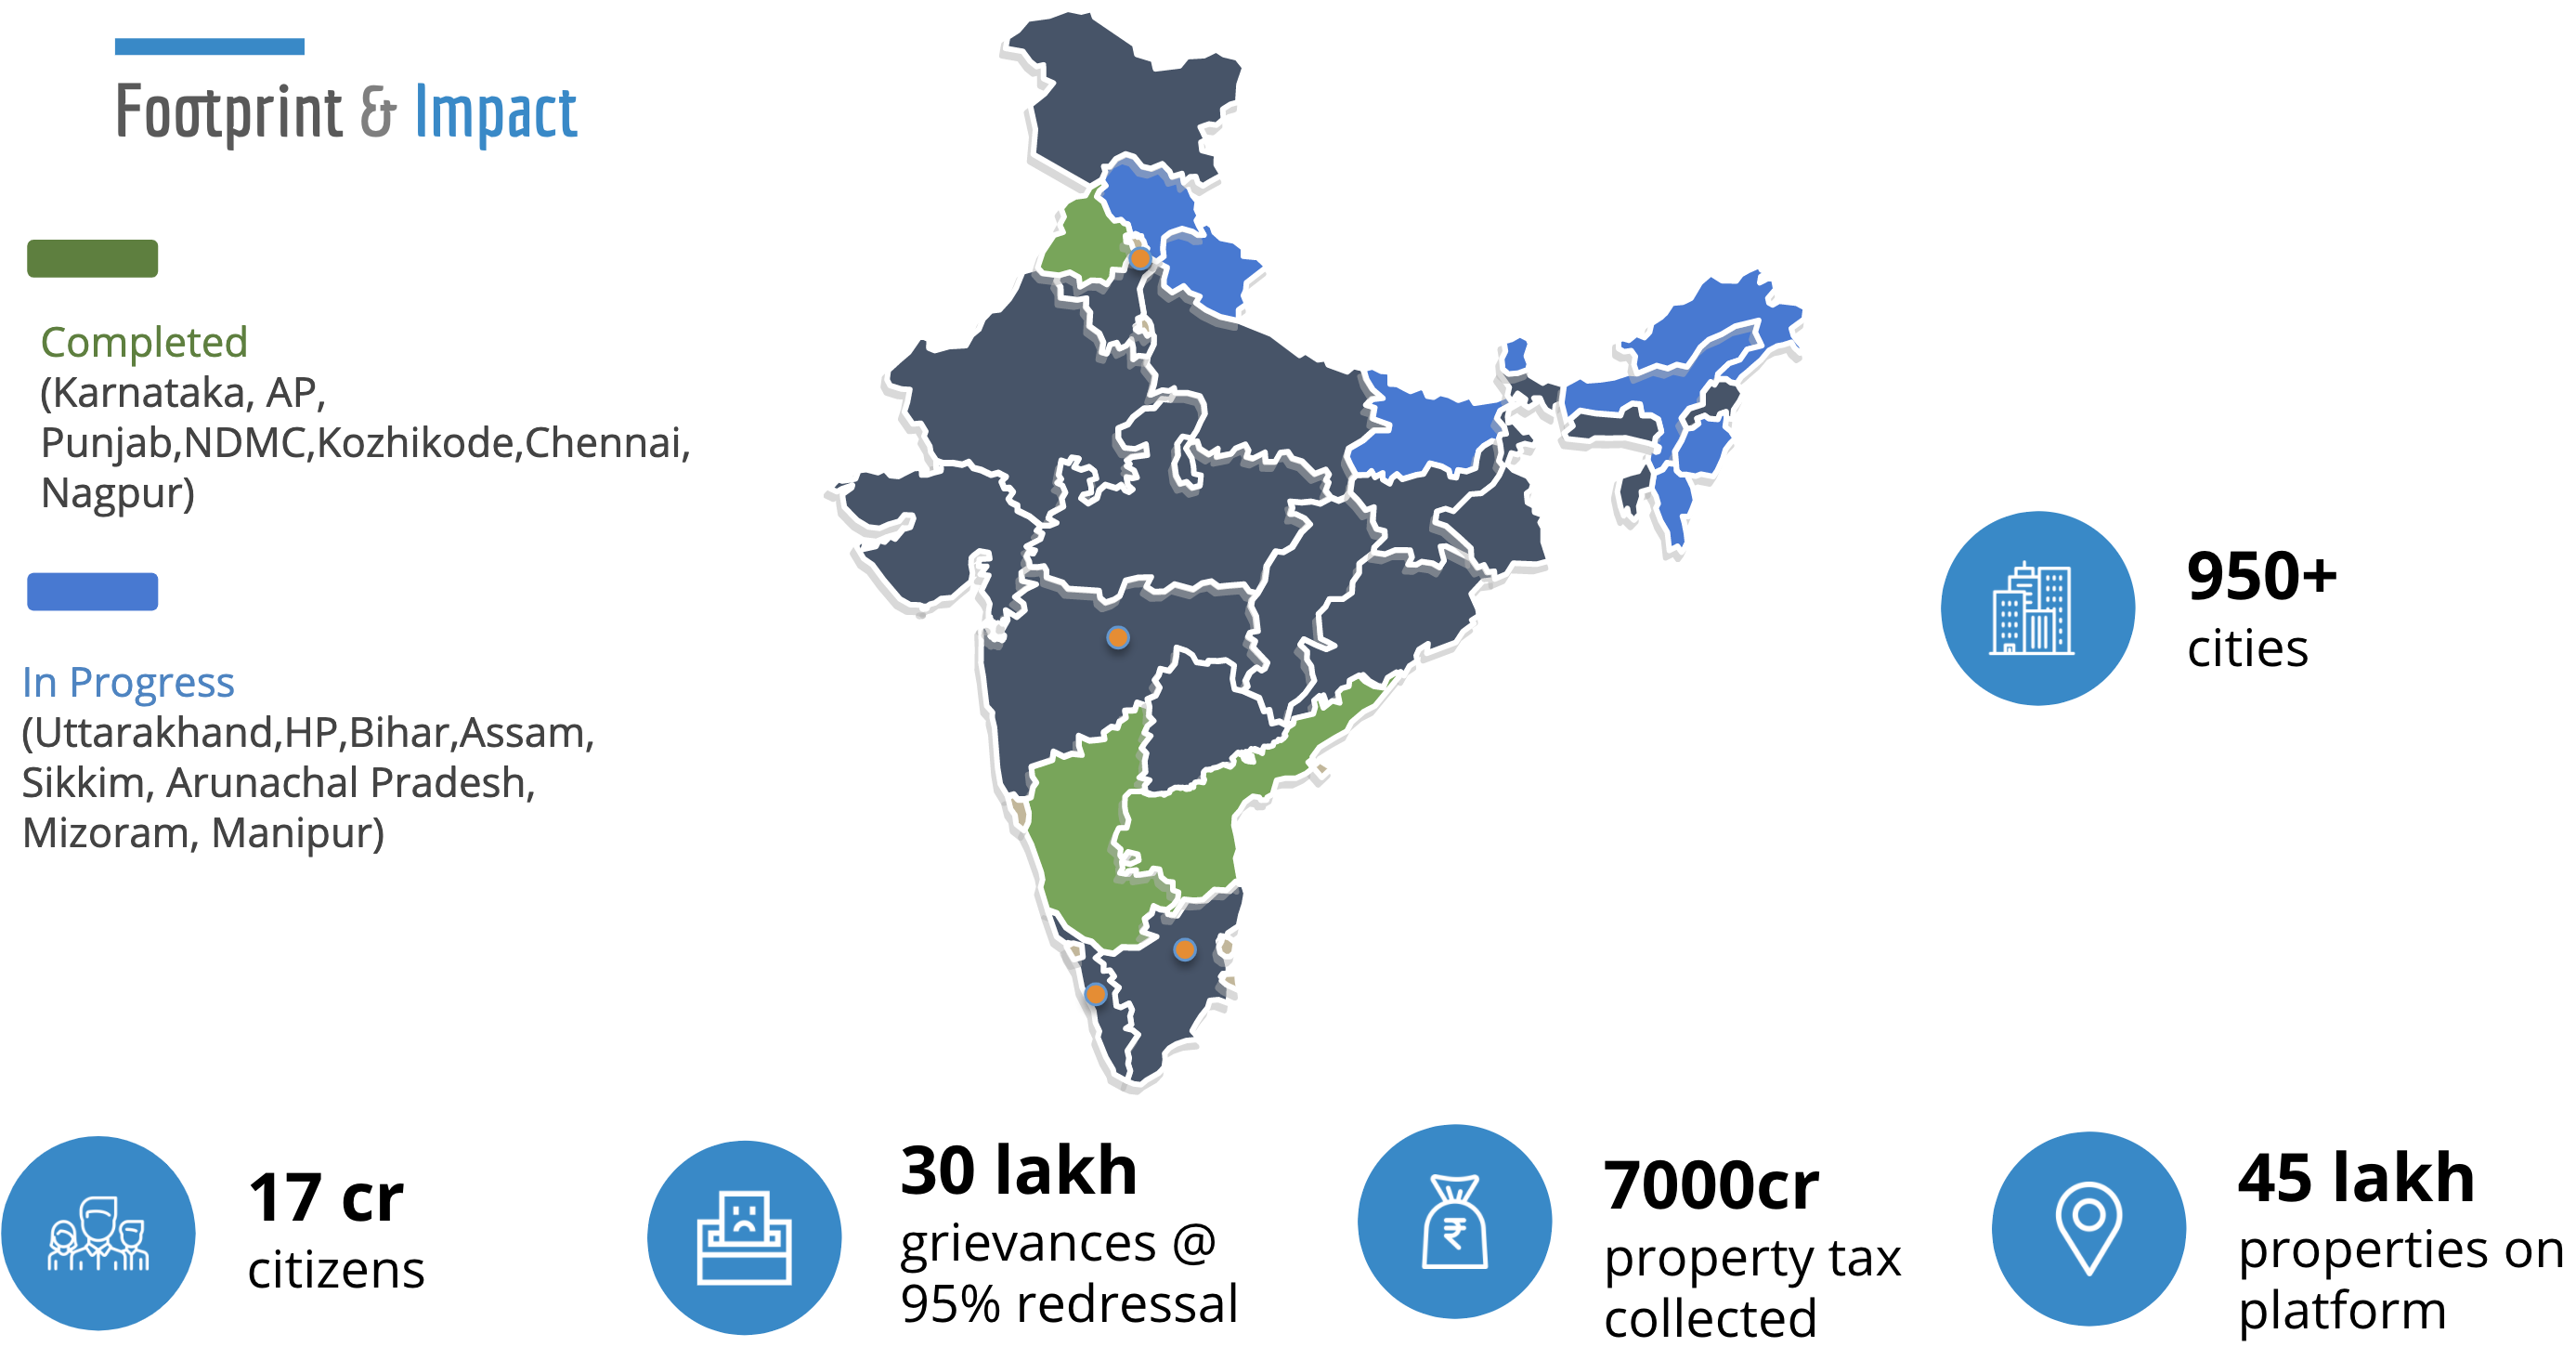 Footprint & Impact
Completed
(Karnataka, AP,
Punjab,NDMC,Kozhikode,Chennai,
Nagpur)
In Progress
(Uttarakhand,HP,Bihar,Assam,
Sikkim, Arunachal Pradesh,
Mizoram, Manipur)
950+
cities
17 cr
citizens
30 lakh
grievances @
95% redressal
₹
7000cr
property tax
collected
45 lakh
properties on
platform